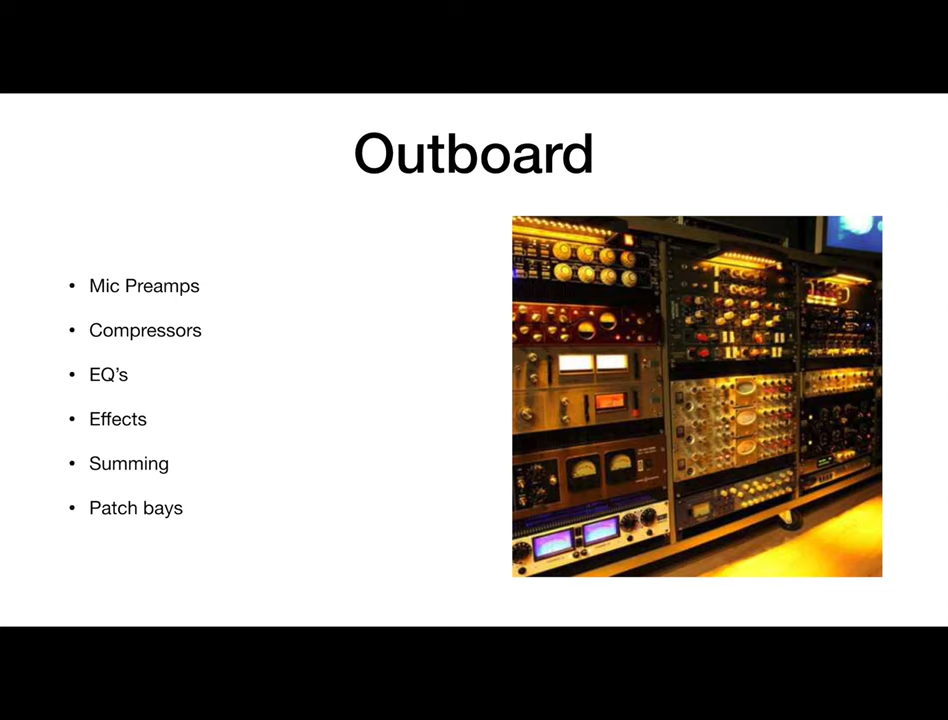 Outboard
• Mic Preamps
• Compressors
• EQ’s
• Effects
• Summing
• Patch bays